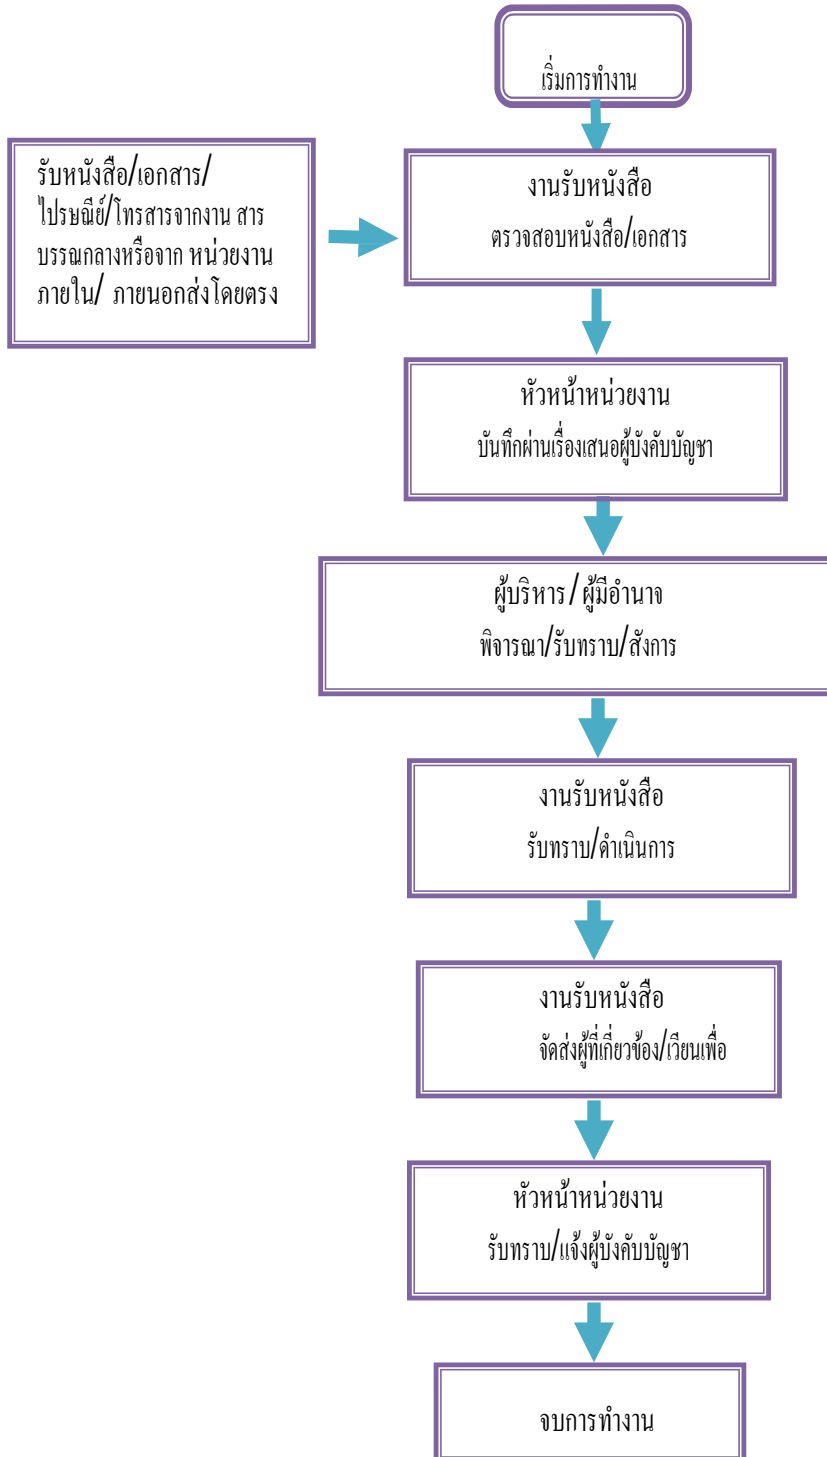 เริ่มการทำงาน
รับหนังสือ/เอกสาร/
ไปรษณีย์/โทรสารจากงาน สาร
บรรณกลางหรือจาก หน่วยงาน
ภายใน/ ภายนอกส่งโดยตรง
งานรับหนังสือ
ตรวจสอบหนังสือ/เอกสาร
หัวหน้าหน่วยงาน
บันทึกผ่านเรื่องเสนอผู้บังคับบัญชา
ผู้บริหาร/ผู้มีอำนาจ
พิจารณา/รับทราบ/สังการ
งานรับหนังสือ
รับทราบ/ดำเนินการ
งานรับหนังสือ
จัดส่งผู้ที่เกี่ยวข้อง/เวียนเพื่อ
หัวหน้าหน่วยงาน
รับทราบ/แจ้งผู้บังคับบัญชา
จบการทำงาน